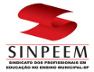 SINPEEM
SINDICATO DOS PROFISSIONAIS EM
EDUCAÇÃO NO ENSINO MUNICIPAL-SP